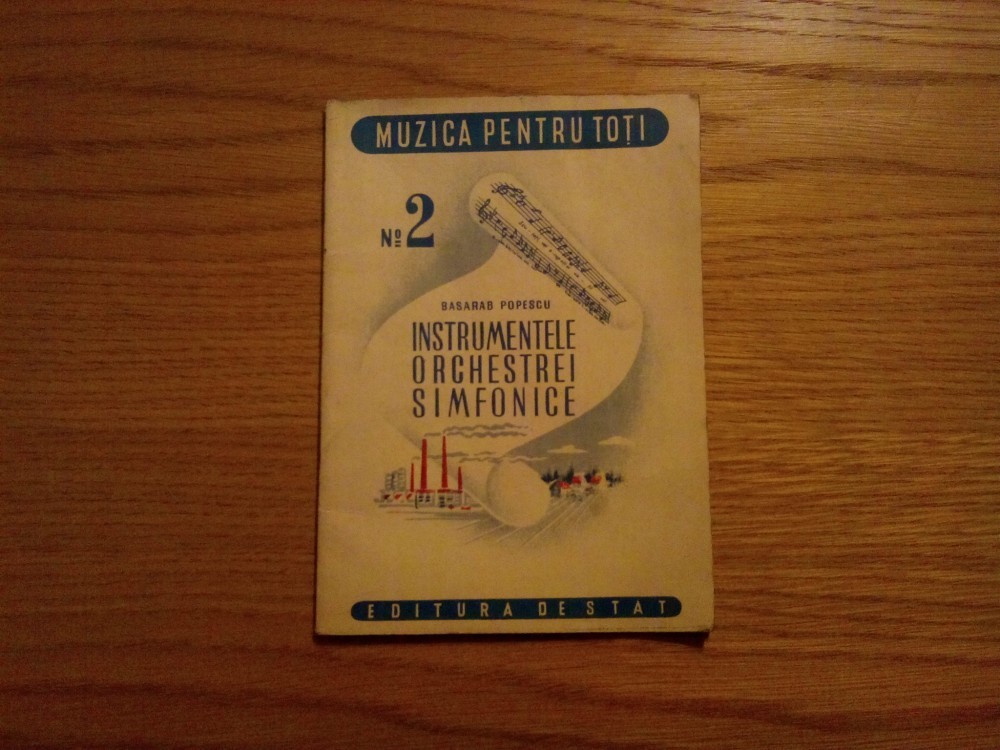 MUZICA PENTRU TOȚI
Nº 2
BASARAB POPESCU
INSTRUMENTELE
ORCHESTREI
SIMFONICE
EDITURA DE STAT